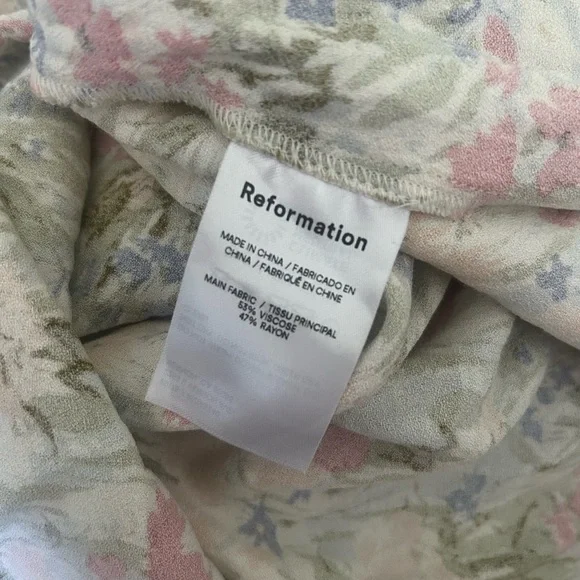 Reformation
MADE IN CHINA / FABRICADO EN
CHINA / FABRIQUÉ EN CHINE
MAIN FABRIC / TISSU PRINCIPAL
53% VISCOSE
47% RAYON